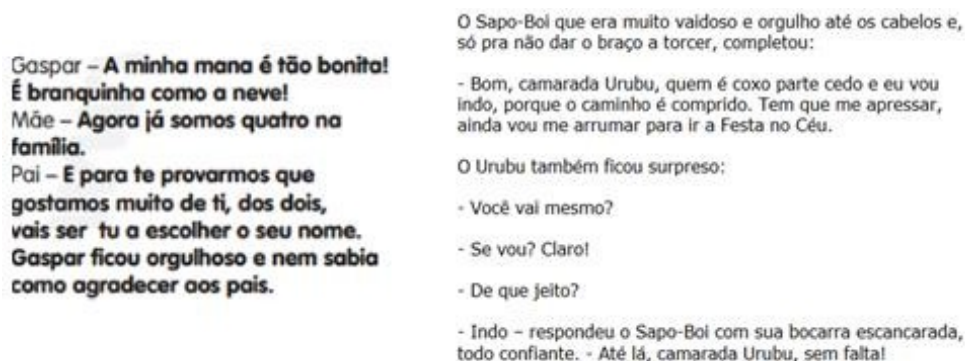 Gaspar – A minha mana é tão bonita!
É branquinha como a neve!
Mãe – Agora já somos quatro na
família.
Pai – E para te provarmos que
gostamos muito de ti, dos dois,
vais ser tu a escolher o seu nome.
Gaspar ficou orgulhoso e nem sabia
como agradecer aos pais.
O Sapo-Boi que era muito vaidoso e orgulho até os cabelos e,
só pra não dar o braço a torcer, completou:
- Bom, camarada Urubu, quem é coxo parte cedo e eu vou
indo, porque o caminho é comprido. Tem que me apressar,
ainda vou me arrumar para ir a Festa no Céu.
O Urubu também ficou surpreso:
- Você vai mesmo?
- Se vou? Claro!
- De que jeito?
- Indo – respondeu o Sapo-Boi com sua bocarra escancarada,
todo confiante. - Até lá, camarada Urubu, sem falta!